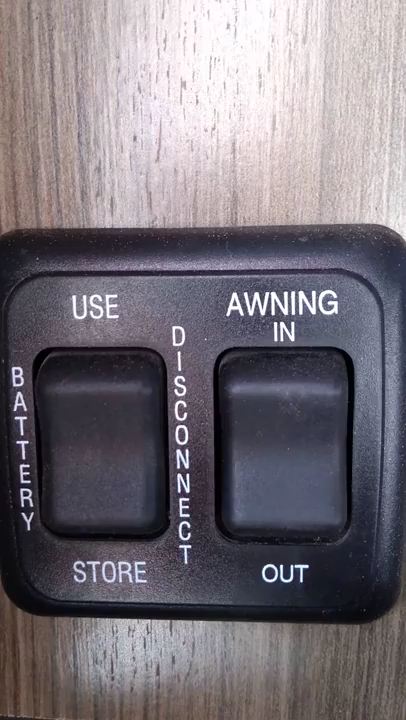 USE
BATTERY
DISCONNECT
STORE
AWNING
IN
OUT